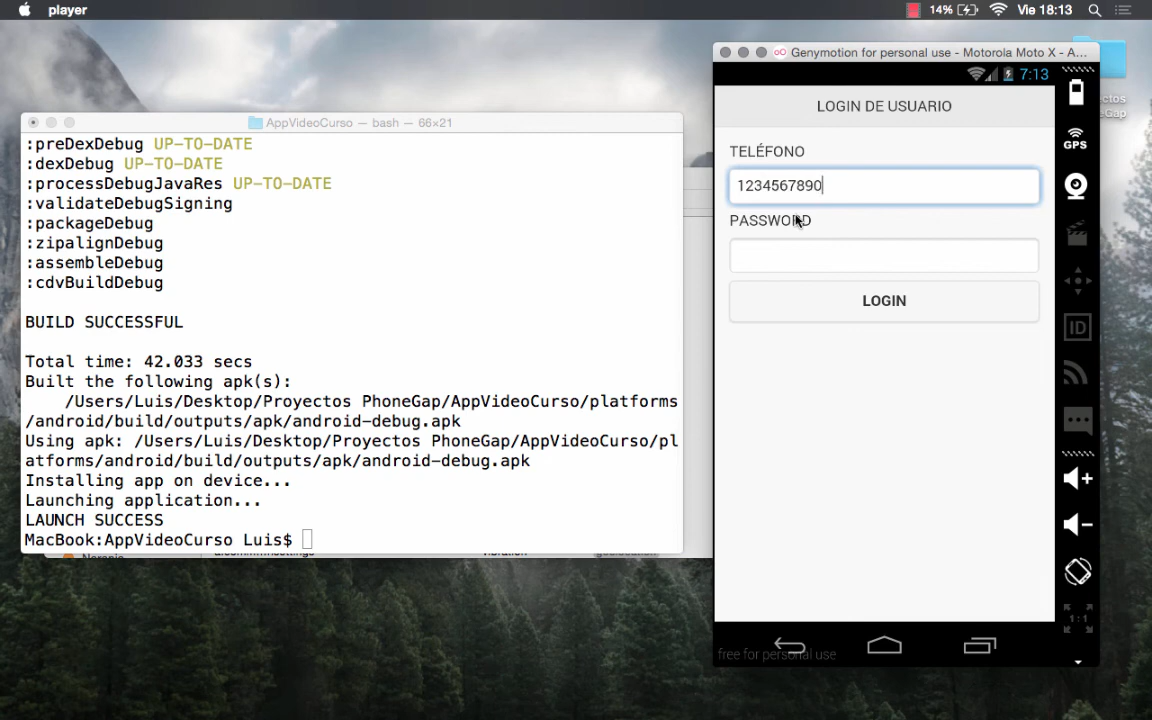 player
14%
Vie 18:13
AppVideoCurso — bash — 66×21
:preDexDebug UP-TO-DATE
:dexDebug UP-TO-DATE
:processDebugJavaRes UP-TO-DATE
:validateDebugSigning
:packageDebug
:zipalignDebug
:assembleDebug
:cdvBuildDebug
BUILD SUCCESSFUL
Total time: 42.033 secs
Built the following apk(s):
/Users/Luis/Desktop/Proyectos PhoneGap/AppVideoCurso/platforms
/android/build/outputs/apk/android-debug.apk
Using apk: /Users/Luis/Desktop/Proyectos PhoneGap/AppVideoCurso/pl
atforms/android/build/outputs/apk/android-debug.apk
Installing app on device...
Launching application...
LAUNCH SUCCESS
MacBook:AppVideoCurso Luis$
Genymotion for personal use - Motorola Moto X - A...
7:13
LOGIN DE USUARIO
TELÉFONO
1234567890
PASSWORD
LOGIN
free for personal use
GPS
ID
1:1